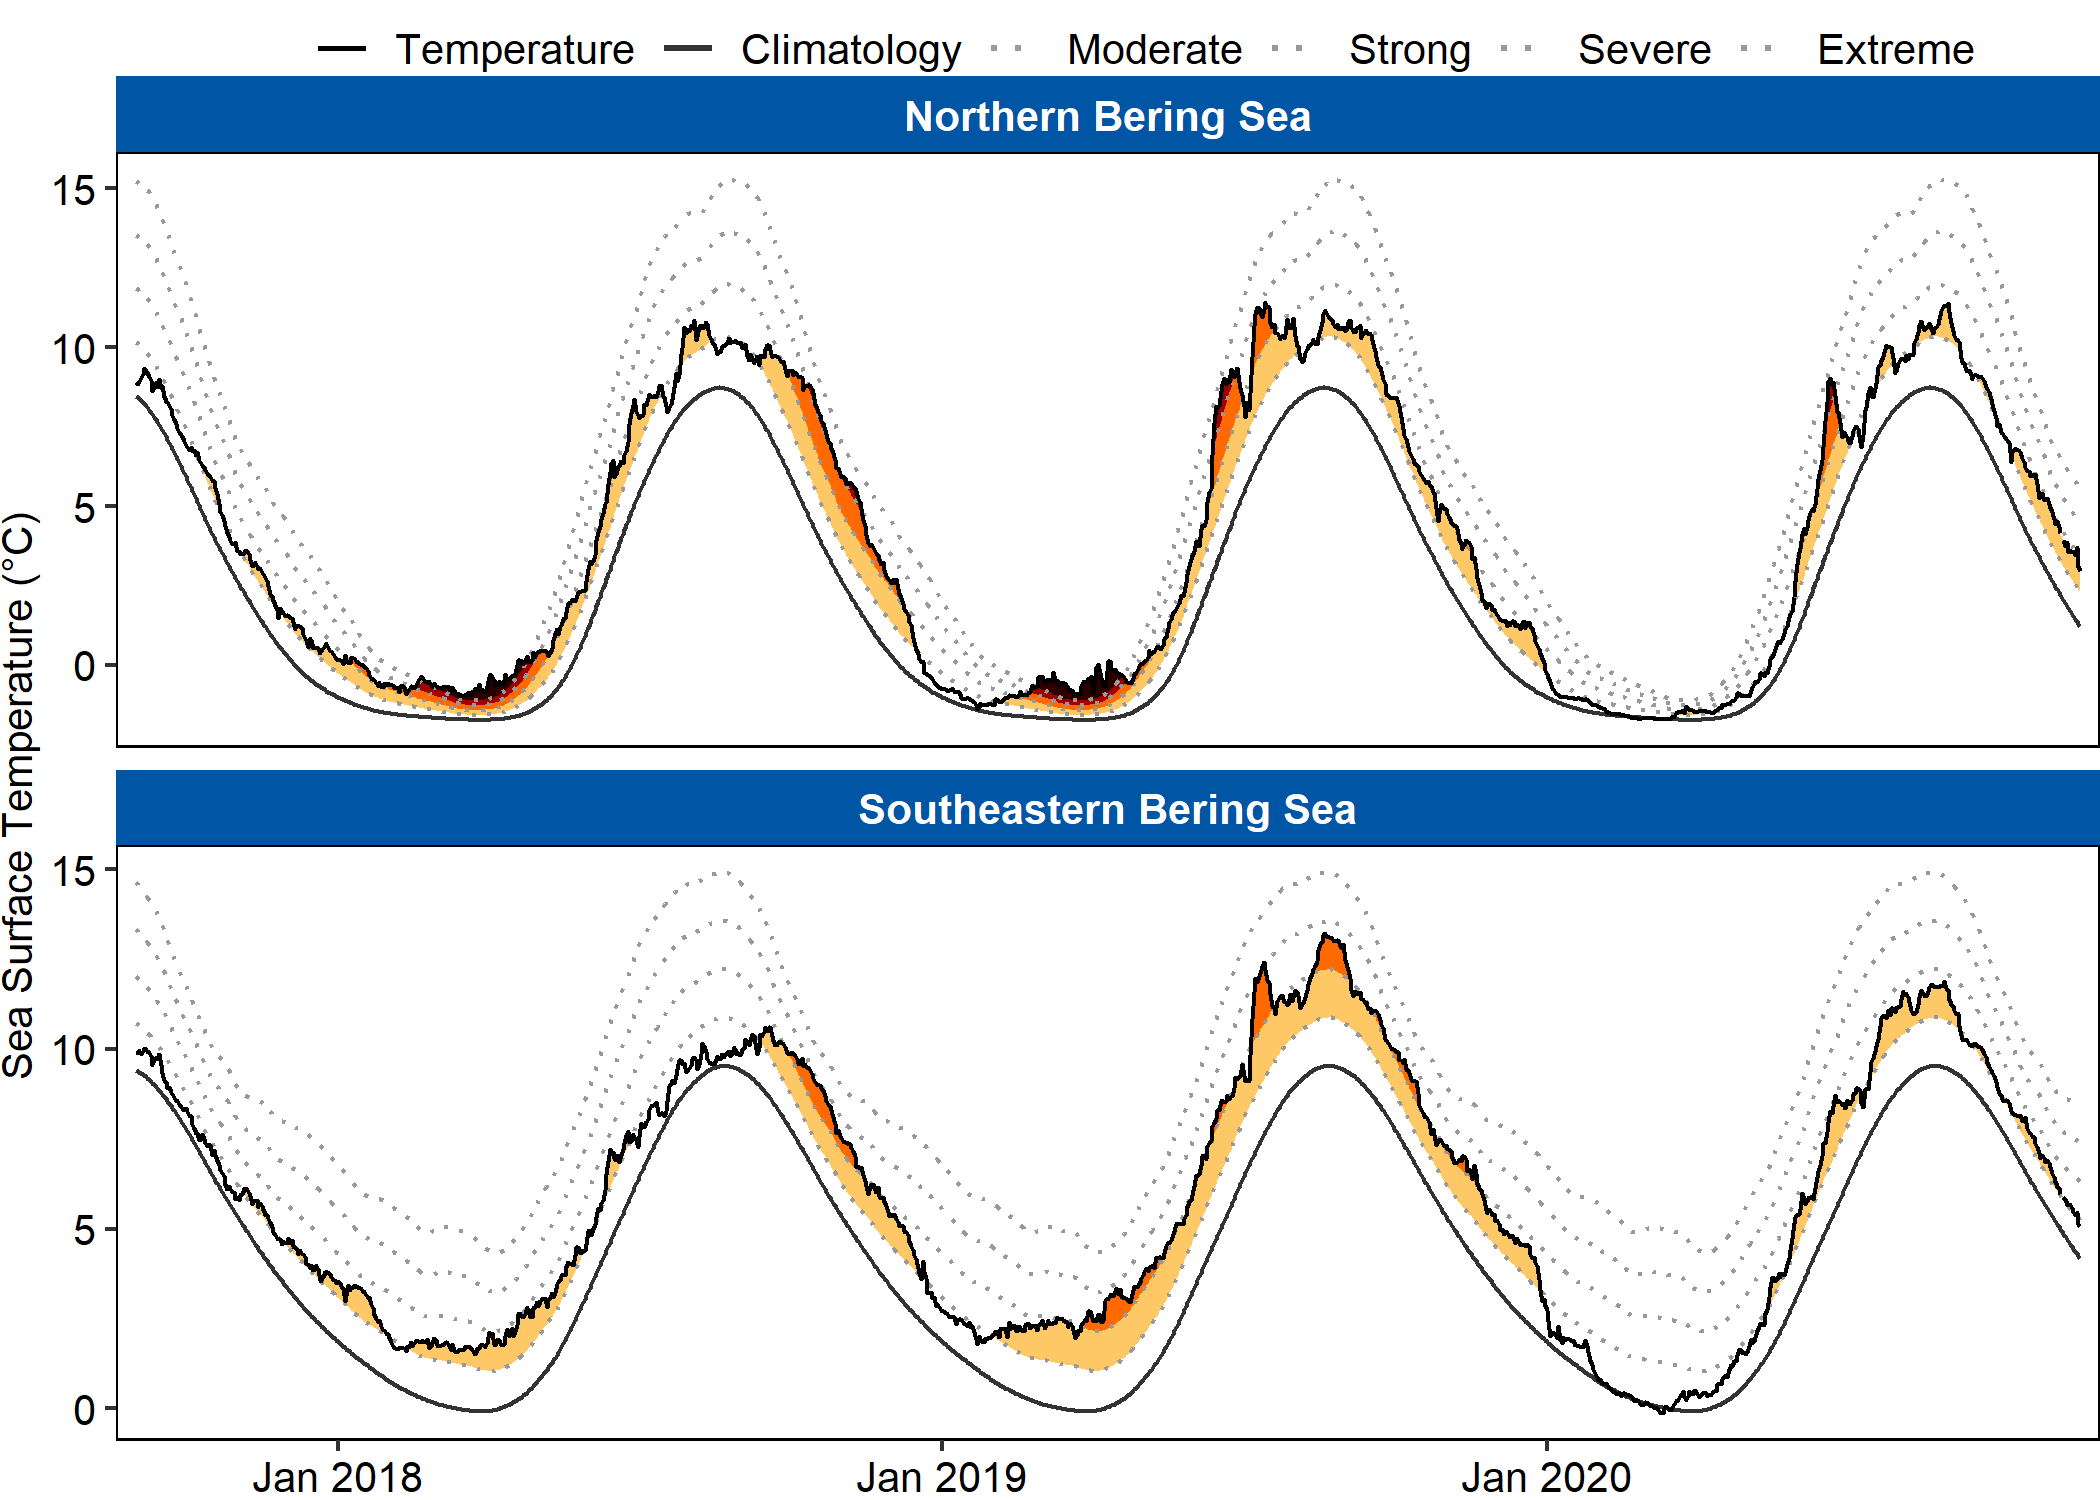 Temperature Climatology Moderate Strong Severe Extreme
Northern Bering Sea
15
10
5
0
Sea Surface Temperature (°C)
Southeastern Bering Sea
15
10
5
0
Jan 2018 Jan 2019 Jan 2020